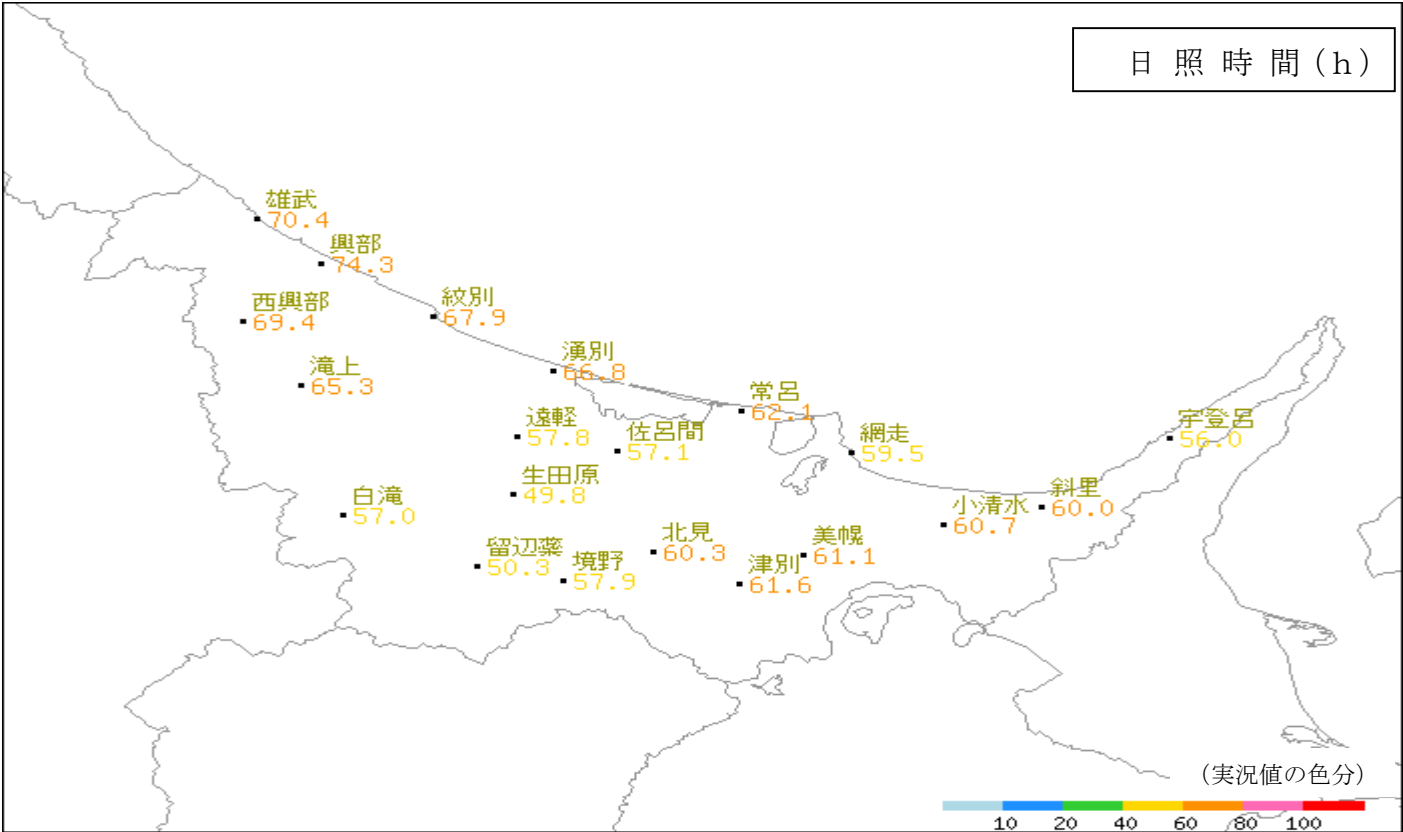 日 照 時 間 (ｈ)
雄武
70.4
興部
74.3
西興部
69.4
紋別
67.9
滝上
65.3
湧別
66.8
常呂
62.1
遠軽
57.8
佐呂間
57.1
網走
59.5
宇登呂
56.0
生田原
49.8
白滝
57.0
小清水
60.7
斜里
60.0
留辺蘂
50.3
境野
57.9
北見
60.3
津別
61.6
美幌
61.1
(実況値の色分)
10 20 40 60 80 100